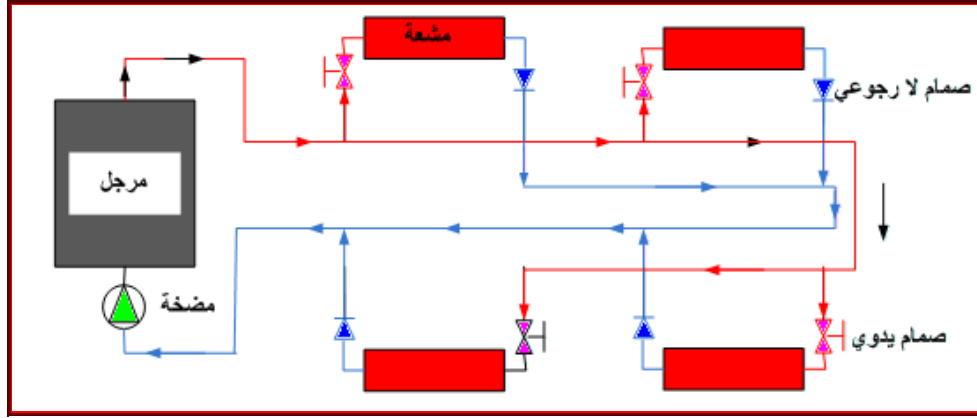 مشعة
صمام لا رجوعي
مرجل
مضخة
صمام يدوي